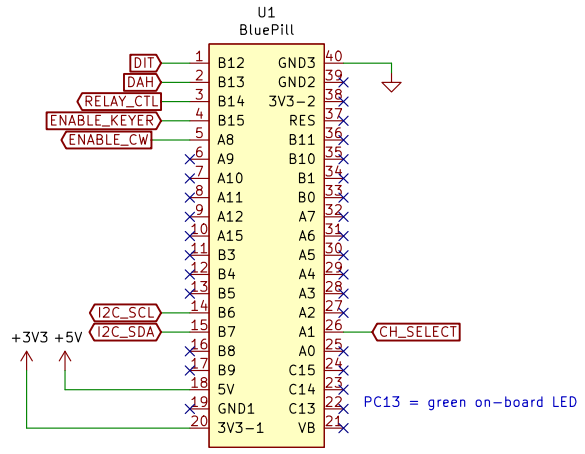 U1
BluePill
DIT 1 B12 GND3 40
DAH 2 B13 GND2 39
RELAY_CTL 3 B14 3V3-2 38
ENABLE_KEYER 4 B15 RES 37
ENABLE_CW 5 A8 B11 36
6 A9 B10 35
7 A10 B1 34
8 A11 B0 33
9 A12 A7 32
10 A15 A6 31
11 B3 A5 30
12 B4 A4 29
13 B5 A3 28
I2C_SCL 14 B6 A2 27
I2C_SDA 15 B7 A1 26 CH_SELECT
+3V3 +5V 16 B8 A0 25
17 B9 C15 24
18 5V C14 23
19 GND1 C13 22 PC13 = green on-board LED
20 3V3-1 VB 21